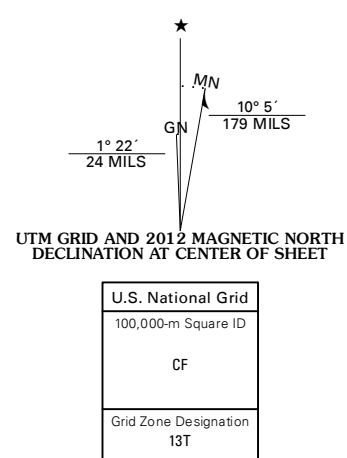 ★
MN
GN
10° 5´
179 MILS
1° 22´
24 MILS
UTM GRID AND 2012 MAGNETIC NORTH
DECLINATION AT CENTER OF SHEET
U.S. National Grid
100,000-m Square ID
CF
Grid Zone Designation
13T